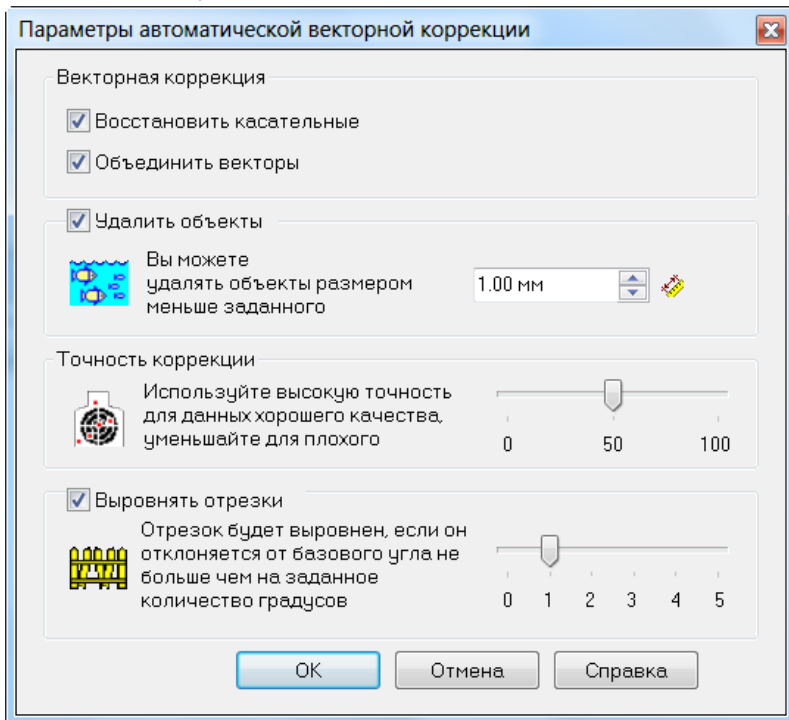 Параметры автоматической векторной коррекции
Векторная коррекция
Восстановить касательные
Объединить векторы
Удалить объекты
Вы можете
удалять объекты размером
меньше заданного
1.00 мм
Точность коррекции
Используйте высокую точность
для данных хорошего качества,
уменьшайте для плохого
0 50 100
Выровнять отрезки
Отрезок будет выровнен, если он
отклоняется от базового угла не
больше чем на заданное
количество градусов
0 1 2 3 4 5
OK Отмена Справка